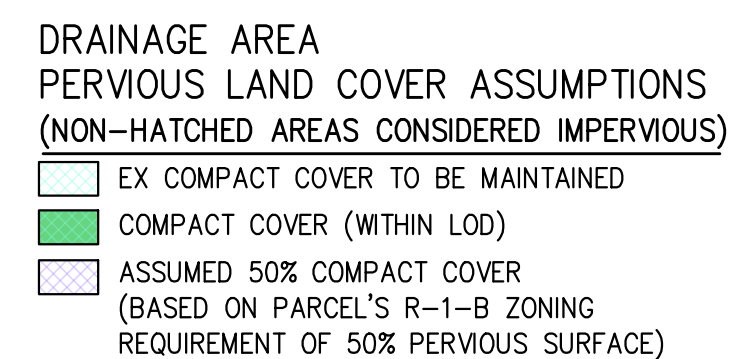 DRAINAGE AREA
PERVIOUS LAND COVER ASSUMPTIONS
(NON-HATCHED AREAS CONSIDERED IMPERVIOUS)
EX COMPACT COVER TO BE MAINTAINED
COMPACT COVER (WITHIN LOD)
ASSUMED 50% COMPACT COVER
(BASED ON PARCEL'S R-1-B ZONING
REQUIREMENT OF 50% PERVIOUS SURFACE)